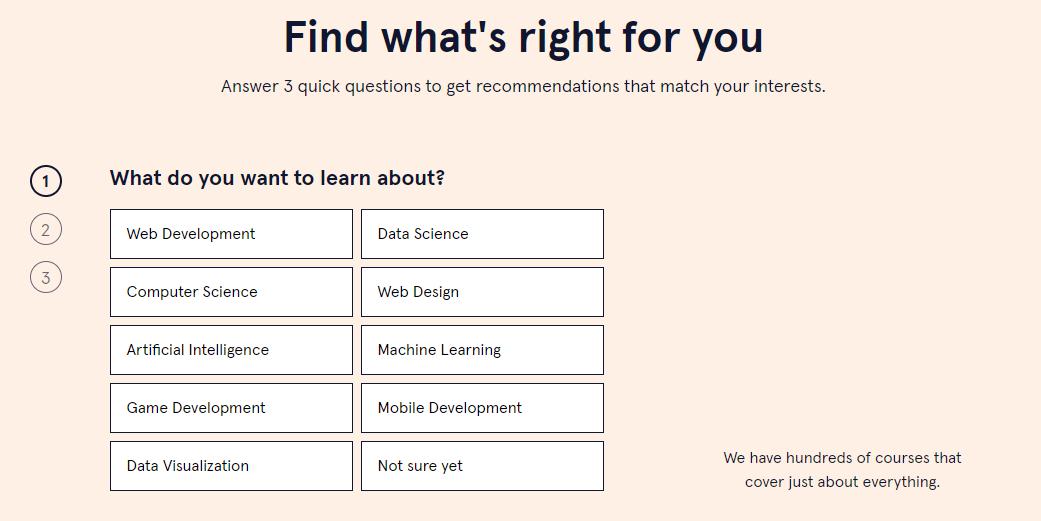 Find what's right for you
Answer 3 quick questions to get recommendations that match your interests.
1
What do you want to learn about?
2
3
Web Development
Data Science
Computer Science
Web Design
Artificial Intelligence
Machine Learning
Game Development
Mobile Development
Data Visualization
Not sure yet
We have hundreds of courses that
cover just about everything.